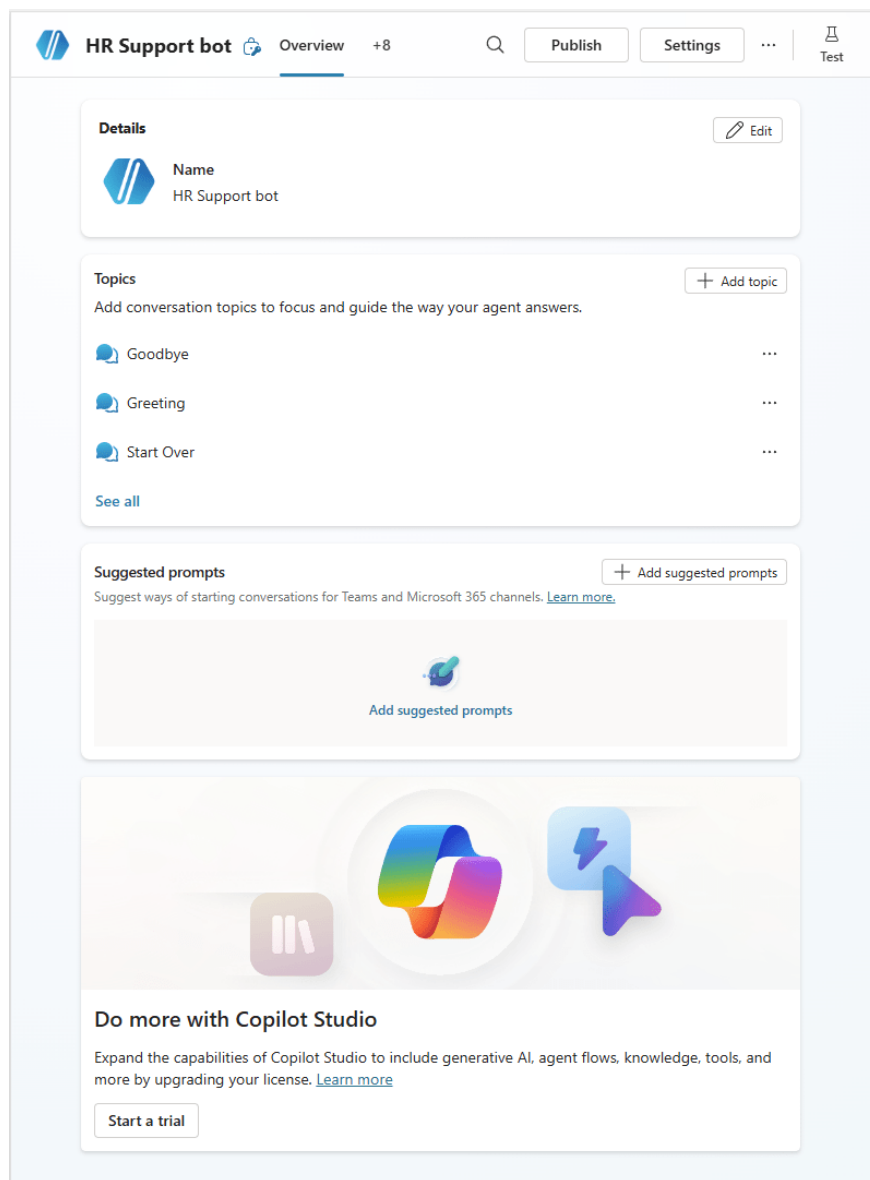 HR Support bot
Overview
+8
Publish
Settings
...
Test
Details
Edit
Name
HR Support bot
Topics
Add topic
Add conversation topics to focus and guide the way your agent answers.
Goodbye
...
Greeting
...
Start Over
...
See all
Suggested prompts
Add suggested prompts
Suggest ways of starting conversations for Teams and Microsoft 365 channels. Learn more.
Add suggested prompts
Do more with Copilot Studio
Expand the capabilities of Copilot Studio to include generative AI, agent flows, knowledge, tools, and
more by upgrading your license. Learn more
Start a trial